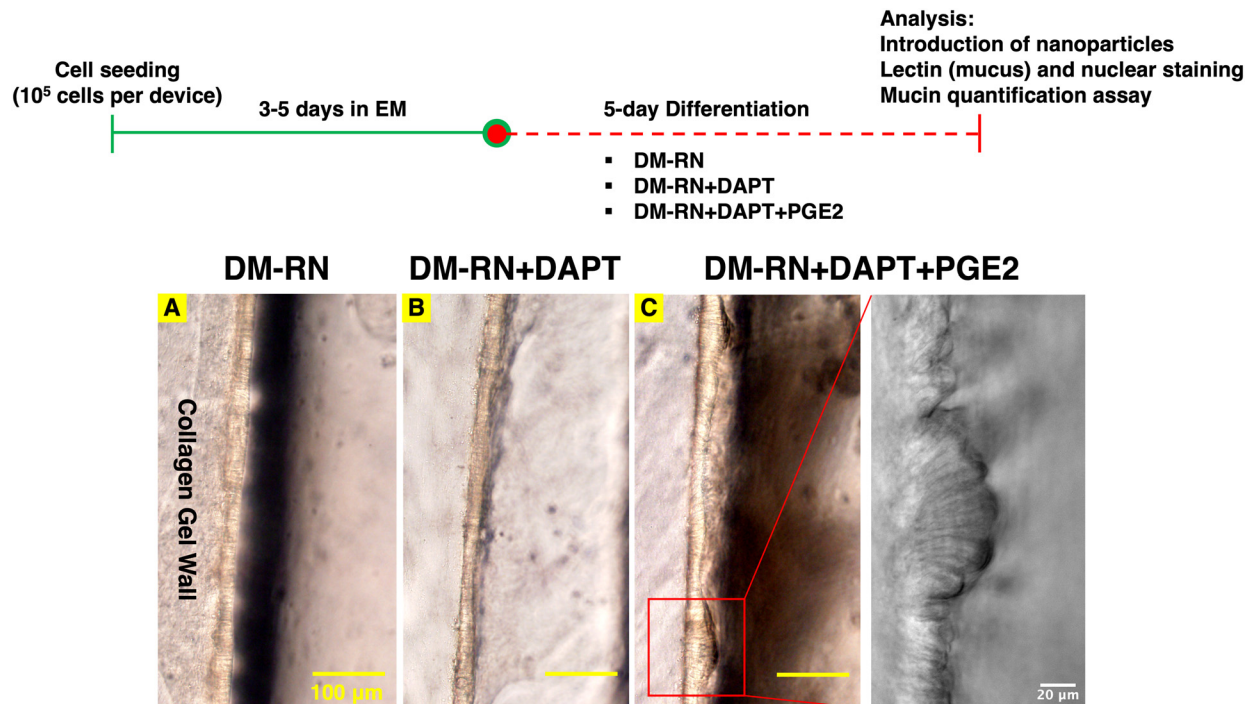 Analysis:
Introduction of nanoparticles
Lectin (mucus) and nuclear staining
Mucin quantification assay
Cell seeding
(10⁵ cells per device)
3-5 days in EM
5-day Differentiation
▪ DM-RN
▪ DM-RN+DAPT
▪ DM-RN+DAPT+PGE2
DM-RN
DM-RN+DAPT
DM-RN+DAPT+PGE2
A
B
C
Collagen Gel Wall
100 µm
20 µm